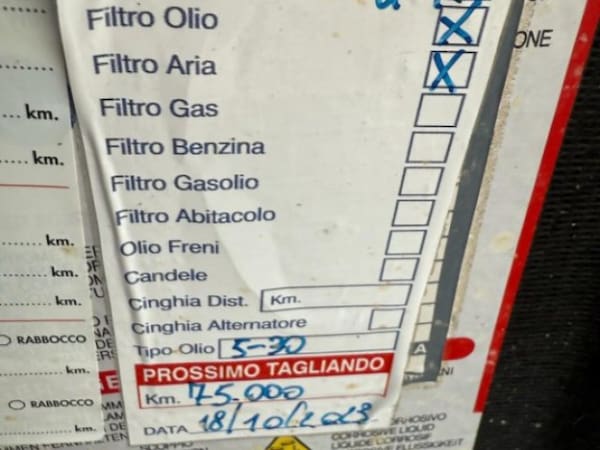 Filtro Olio X
Filtro Aria X
Filtro Gas
Filtro Benzina
Filtro Gasolio
Filtro Abitacolo
Olio Freni
Candele
Cinghia Dist. Km.
Cinghia Alternatore
Tipo Olio 5-30
PROSSIMO TAGLIANDO
Km. 75.000
DATA 18/10/2023
ONE
..... km.
..... km.
..... km.
..... km.
..... km.
RABBOCCO
..... km.
RABBOCCO
..... km.
CORROSIVE LIQUID